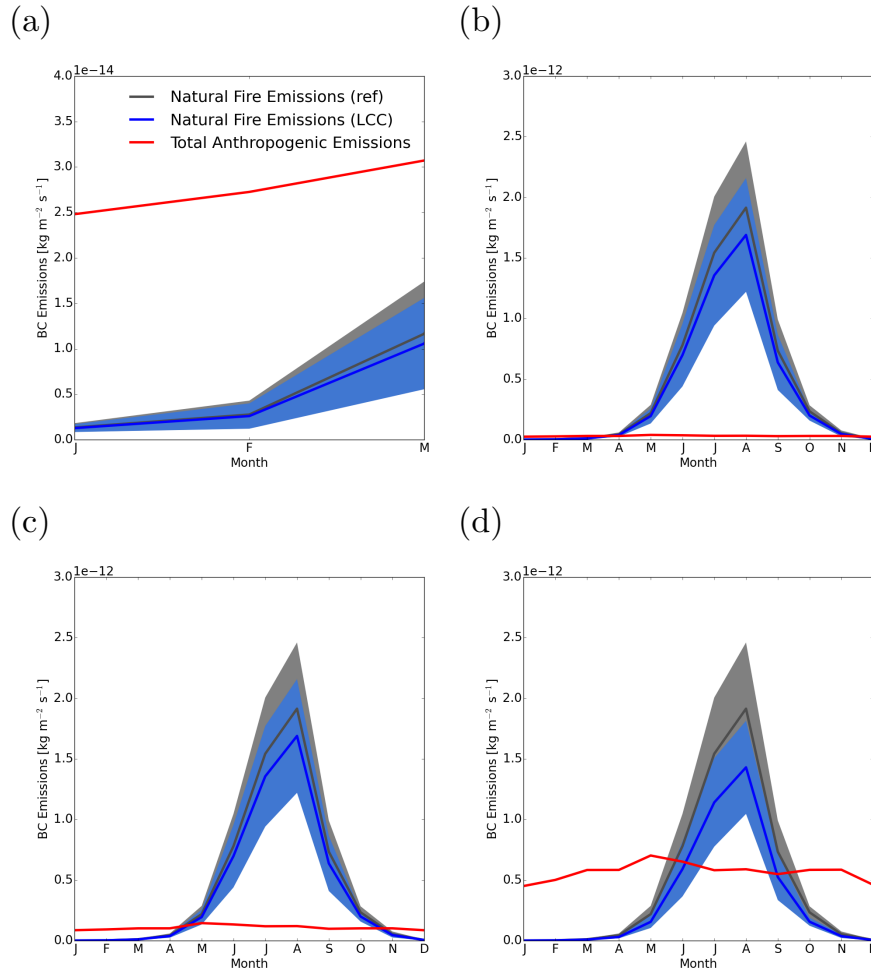 (a)
1e−14
4.0
3.5
3.0
2.5
2.0
1.5
1.0
0.5
0.0
BC Emissions [kg m⁻² s⁻¹]
Natural Fire Emissions (ref)
Natural Fire Emissions (LCC)
Total Anthropogenic Emissions
J F M
Month
(b)
1e−12
3.0
2.5
2.0
1.5
1.0
0.5
0.0
BC Emissions [kg m⁻² s⁻¹]
J F M A M J J A S O N
Month
(c)
1e−12
3.0
2.5
2.0
1.5
1.0
0.5
0.0
BC Emissions [kg m⁻² s⁻¹]
J F M A M J J A S O N D
Month
(d)
1e−12
3.0
2.5
2.0
1.5
1.0
0.5
0.0
BC Emissions [kg m⁻² s⁻¹]
J F M A M J J A S O N
Month